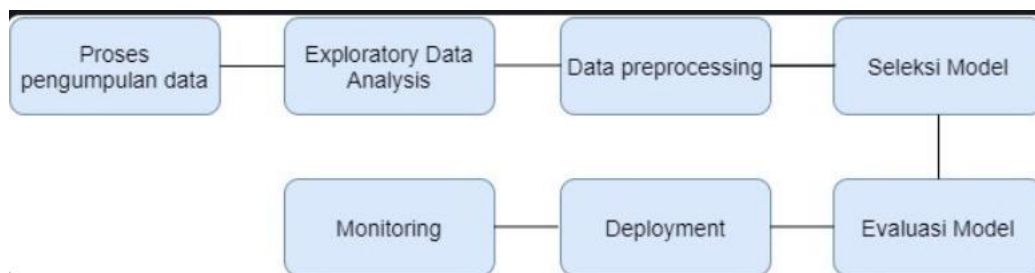 Proses
pengumpulan data
Exploratory Data
Analysis
Data preprocessing
Seleksi Model
Monitoring
Deployment
Evaluasi Model